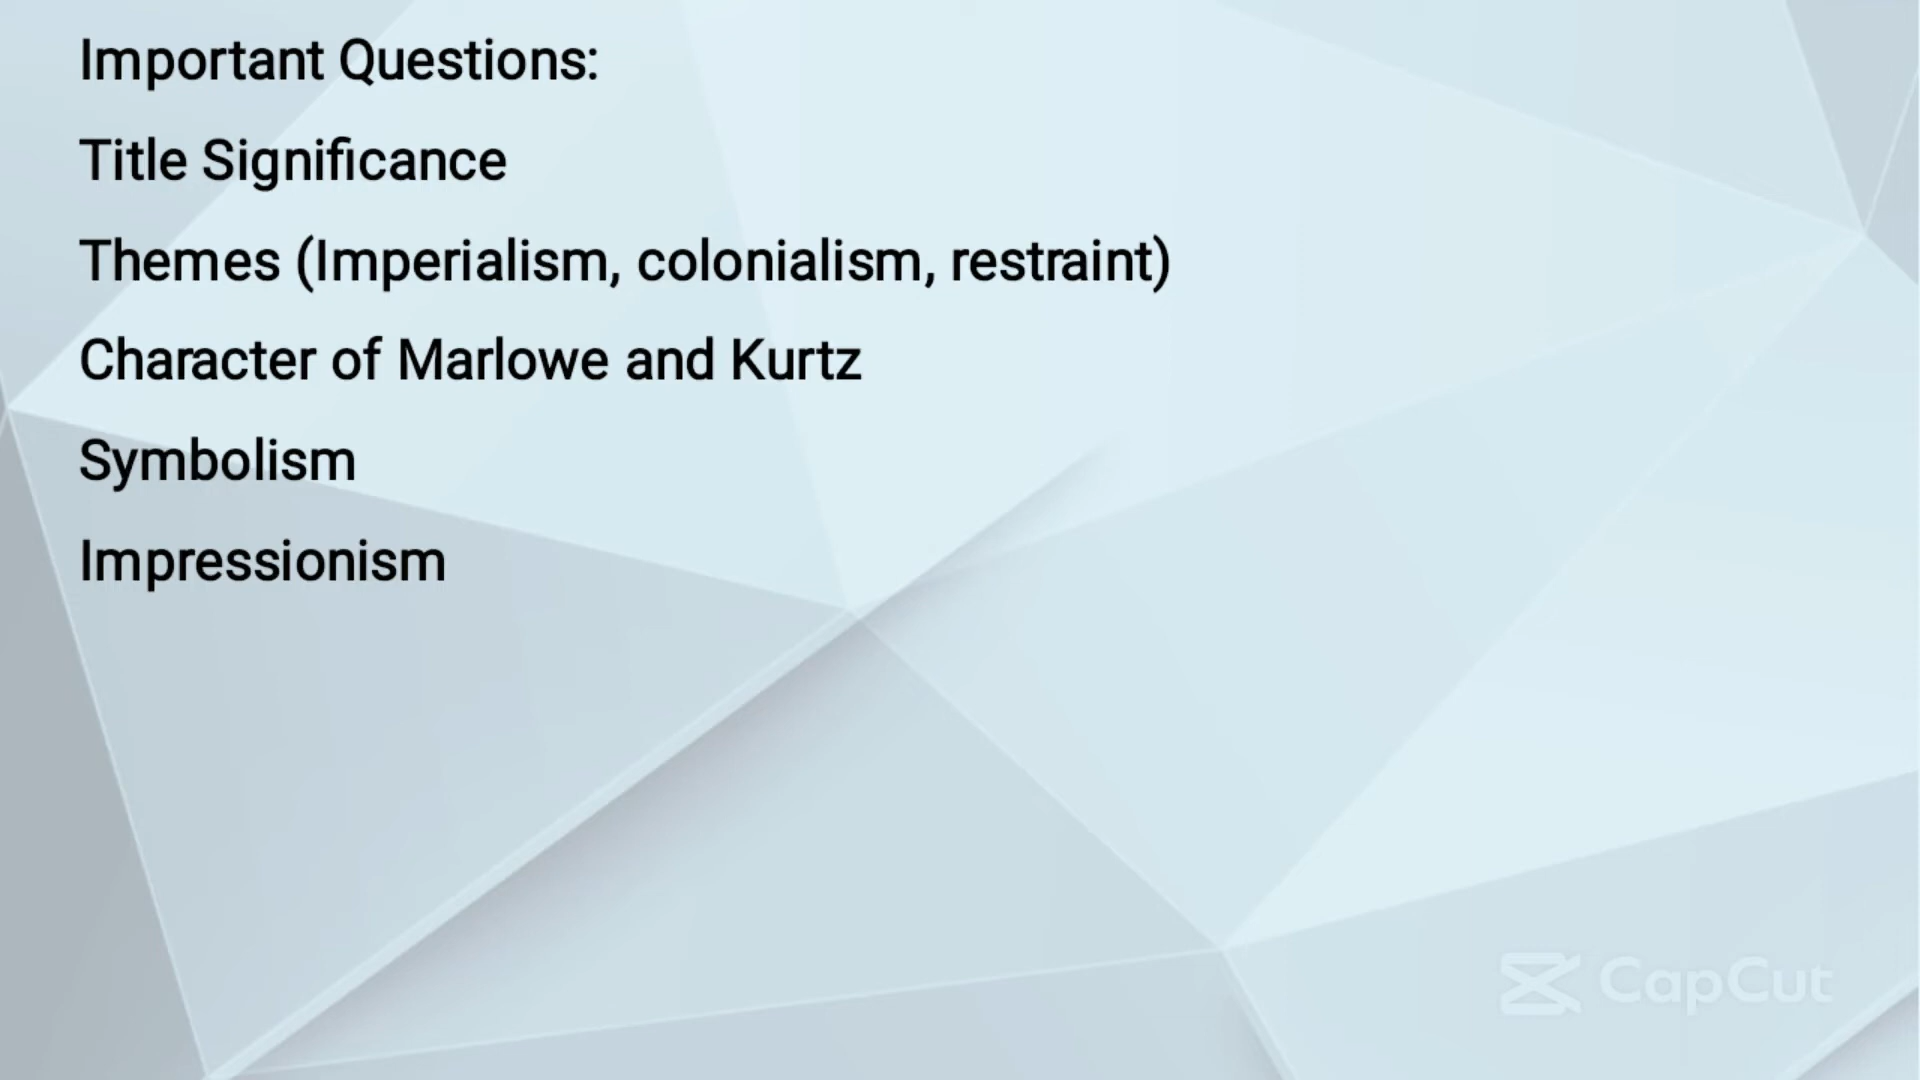 Important Questions:
Title Significance
Themes (Imperialism, colonialism, restraint)
Character of Marlowe and Kurtz
Symbolism
Impressionism
CapCut